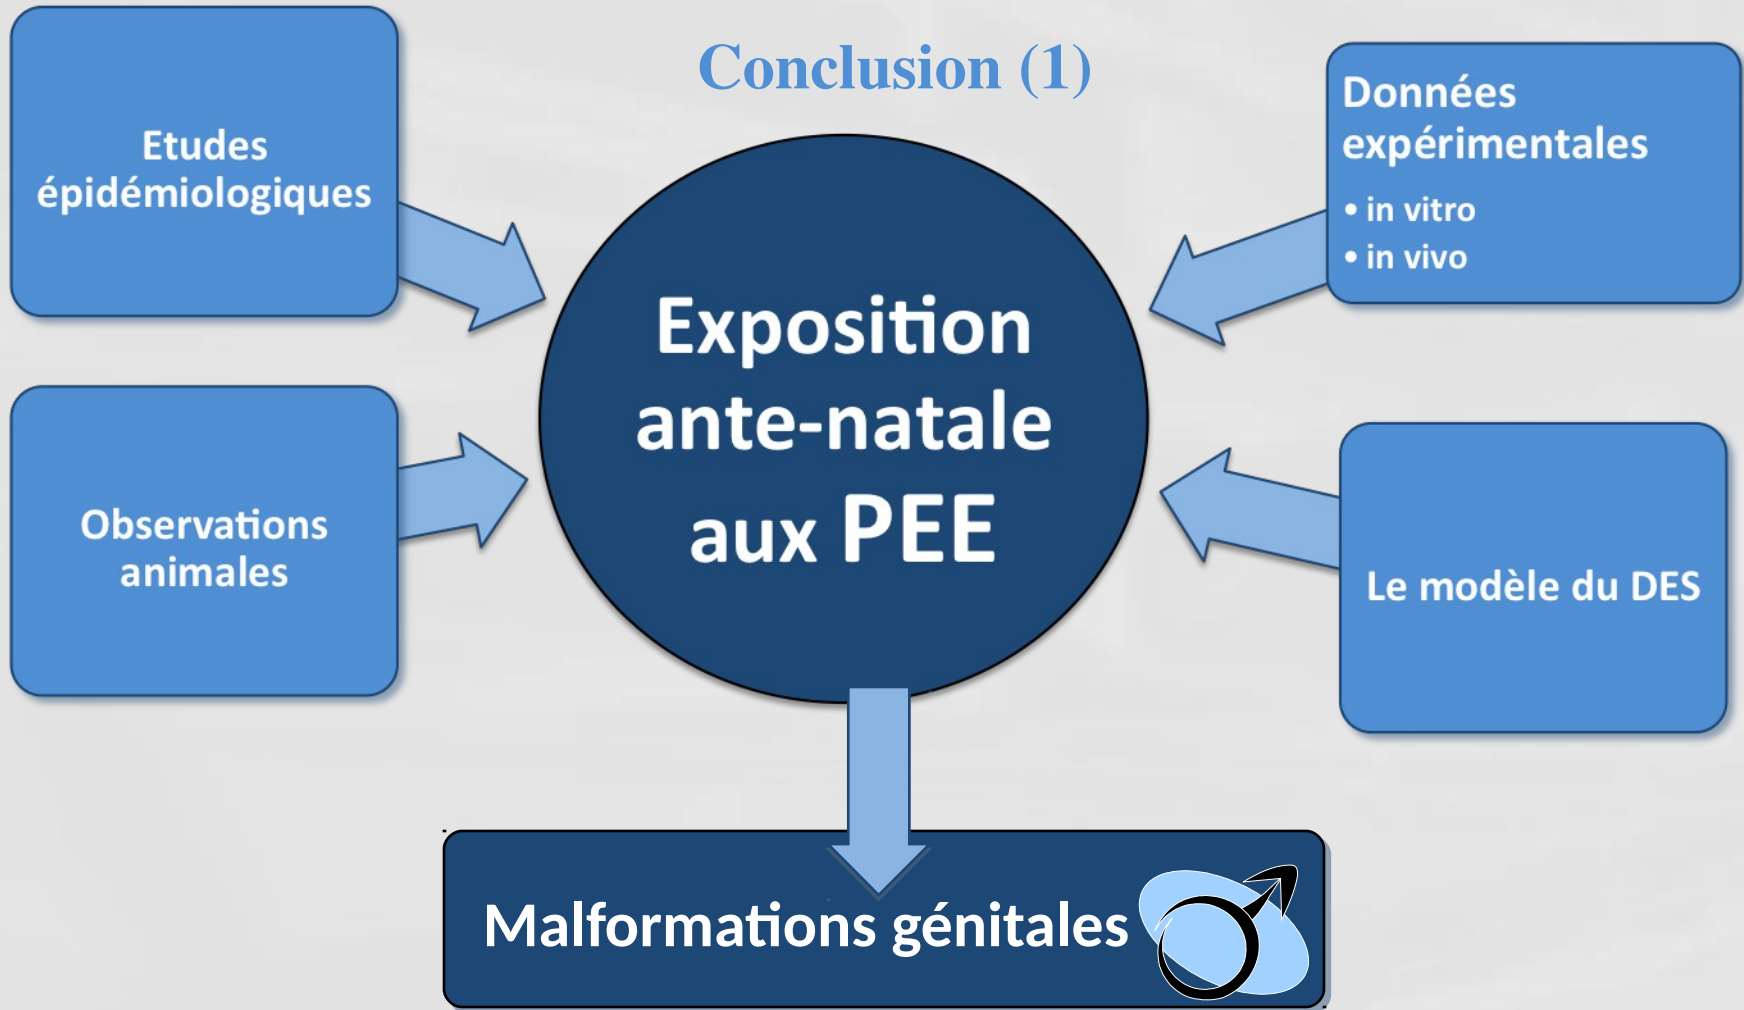 Conclusion (1)
Etudes
épidémiologiques
Données
expérimentales
• in vitro
• in vivo
Exposition
ante-natale
aux PEE
Observations
animales
Le modèle du DES
Malformations génitales